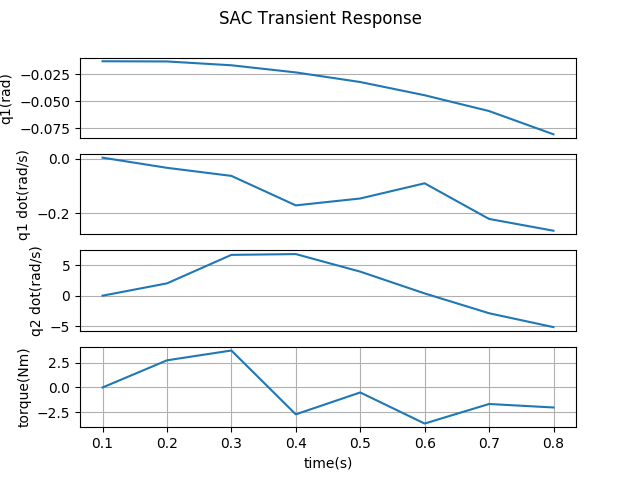 SAC Transient Response
q1(rad)
−0.025
−0.050
−0.075
q1 dot(rad/s)
0.0
−0.2
q2 dot(rad/s)
5
0
−5
torque(Nm)
2.5
0.0
−2.5
0.1 0.2 0.3 0.4 0.5 0.6 0.7 0.8
time(s)